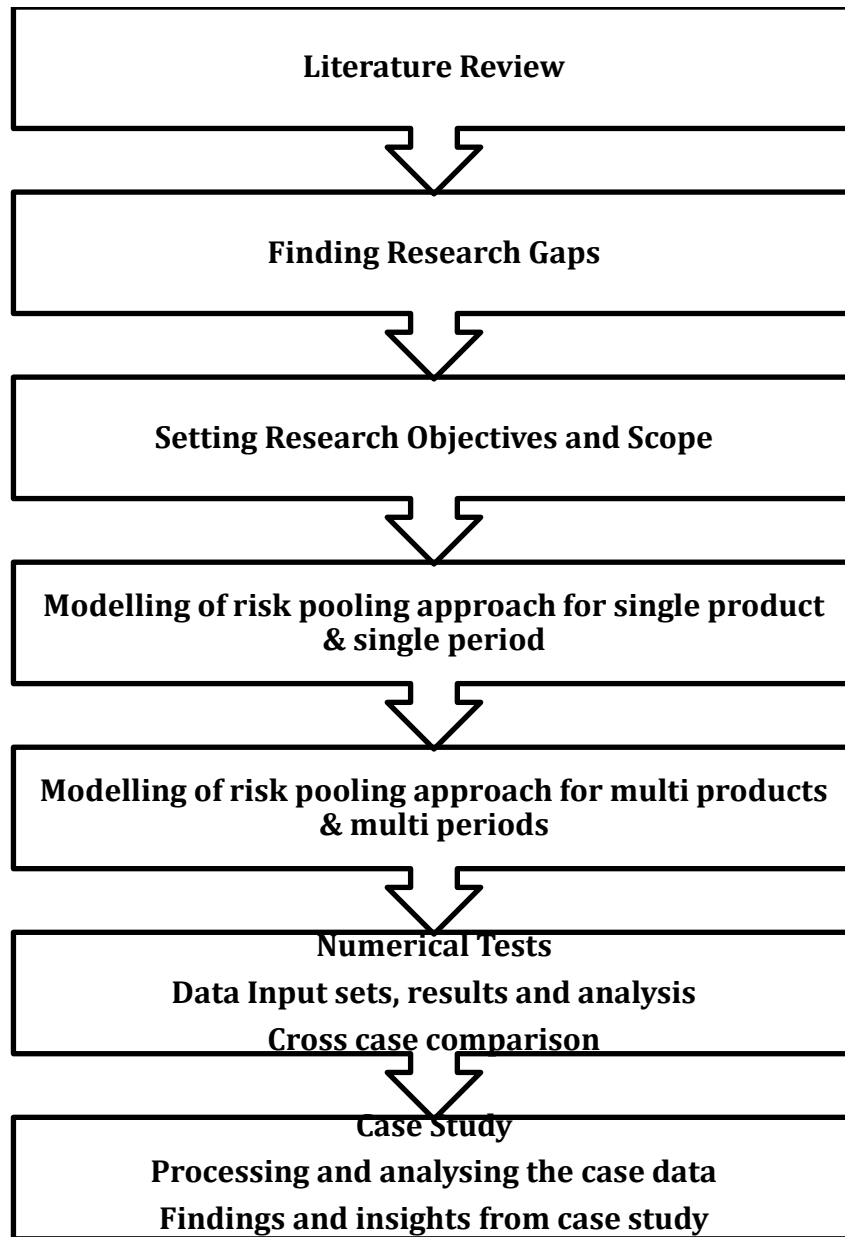 Literature Review
Finding Research Gaps
Setting Research Objectives and Scope
Modelling of risk pooling approach for single product
& single period
Modelling of risk pooling approach for multi products
& multi periods
Numerical Tests
Data Input sets, results and analysis
Cross case comparison
Case Study
Processing and analysing the case data
Findings and insights from case study